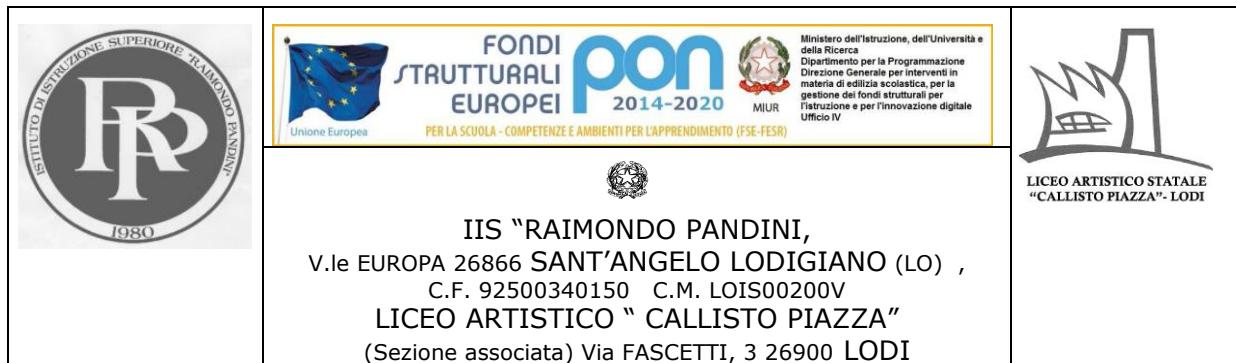 ISTITUTO DI ISTRUZIONE SUPERIORE "RAIMONDO PANDINI"
RP
1980
Unione Europea
FONDI
STRUTTURALI
EUROPEI
pon
2014-2020
MIUR
Ministero dell'Istruzione, dell'Università e
della Ricerca
Dipartimento per la Programmazione
Direzione Generale per interventi in
materia di edilizia scolastica, per la
gestione dei fondi strutturali per
l'istruzione e per l'innovazione digitale
Ufficio IV
PER LA SCUOLA - COMPETENZE E AMBIENTI PER L'APPRENDIMENTO (FSE-FESR)
IIS "RAIMONDO PANDINI,
V.le EUROPA 26866 SANT'ANGELO LODIGIANO (LO) ,
C.F. 92500340150 C.M. LOIS00200V
LICEO ARTISTICO " CALLISTO PIAZZA"
(Sezione associata) Via FASCETTI, 3 26900 LODI
LICEO ARTISTICO STATALE
"CALLISTO PIAZZA"- LODI